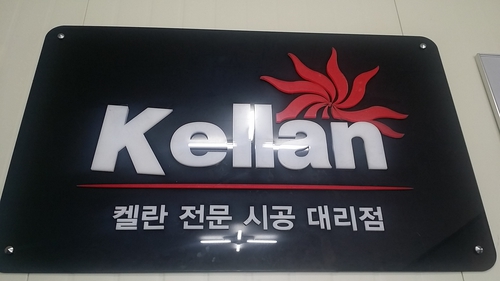 Kellan
켈란 전문 시공 대리점